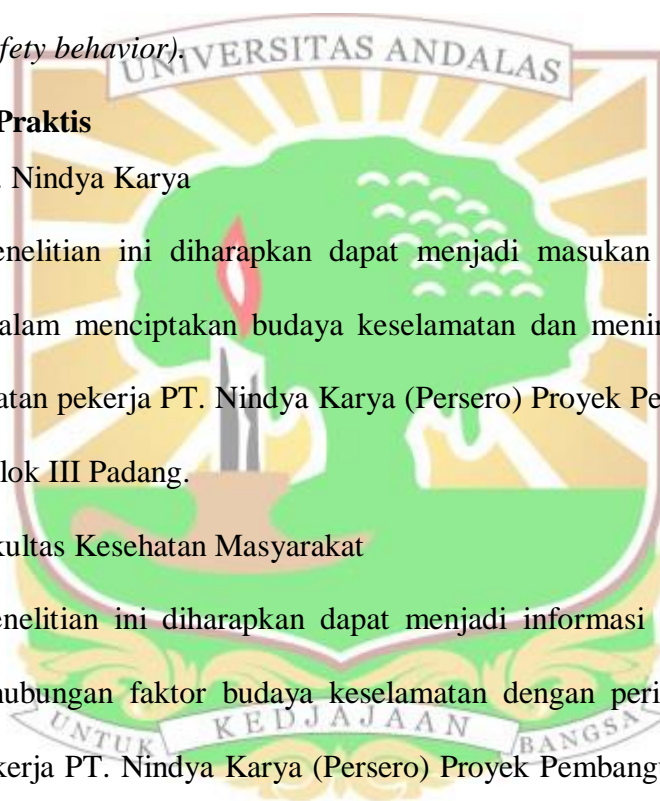 UNIVERSITAS ANDALAS
fety behavior).
Praktis
. Nindya Karya
enelitian ini diharapkan dapat menjadi masukan
alam menciptakan budaya keselamatan dan menin
atan pekerja PT. Nindya Karya (Persero) Proyek Pe
lok III Padang.
kultas Kesehatan Masyarakat
enelitian ini diharapkan dapat menjadi informasi
hubungan faktor budaya keselamatan dengan peri
UNTUK KEDJAJAAN BANGSA
kerja PT. Nindya Karya (Persero) Proyek Pembangu